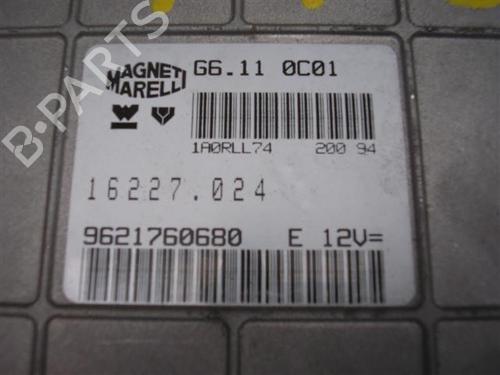 B-PARTS
MAGNETI
MARELLI
G6.11 0C01
1A0RLL74 200 94
16227.024
9621760680 E 12V=